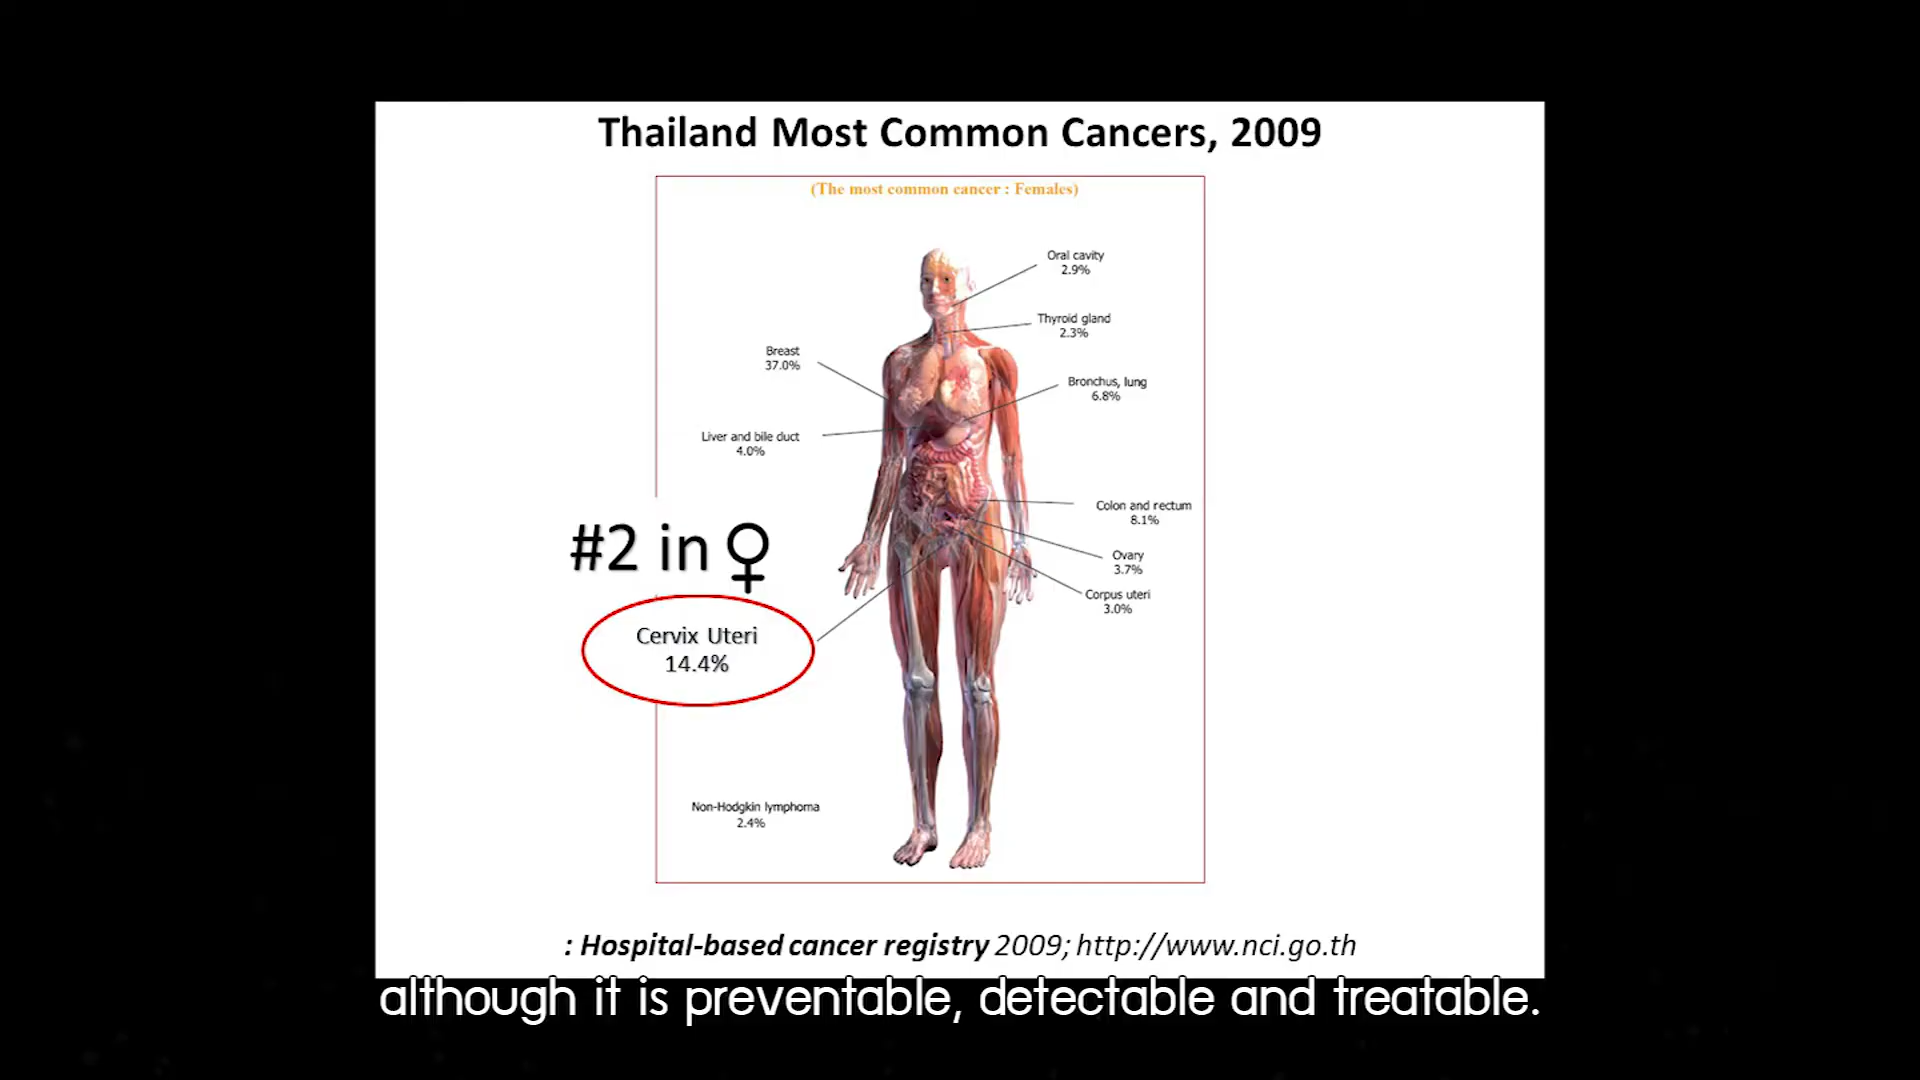 Thailand Most Common Cancers, 2009
(The most common cancer : Females)
Oral cavity
2.9%
Thyroid gland
2.3%
Breast
37.0%
Bronchus, lung
6.8%
Liver and bile duct
4.0%
Colon and rectum
8.1%
#2 in ♀
Ovary
3.7%
Corpus uteri
3.0%
Cervix Uteri
14.4%
Non-Hodgkin lymphoma
2.4%
: Hospital-based cancer registry 2009; http://www.nci.go.th
although it is preventable, detectable and treatable.